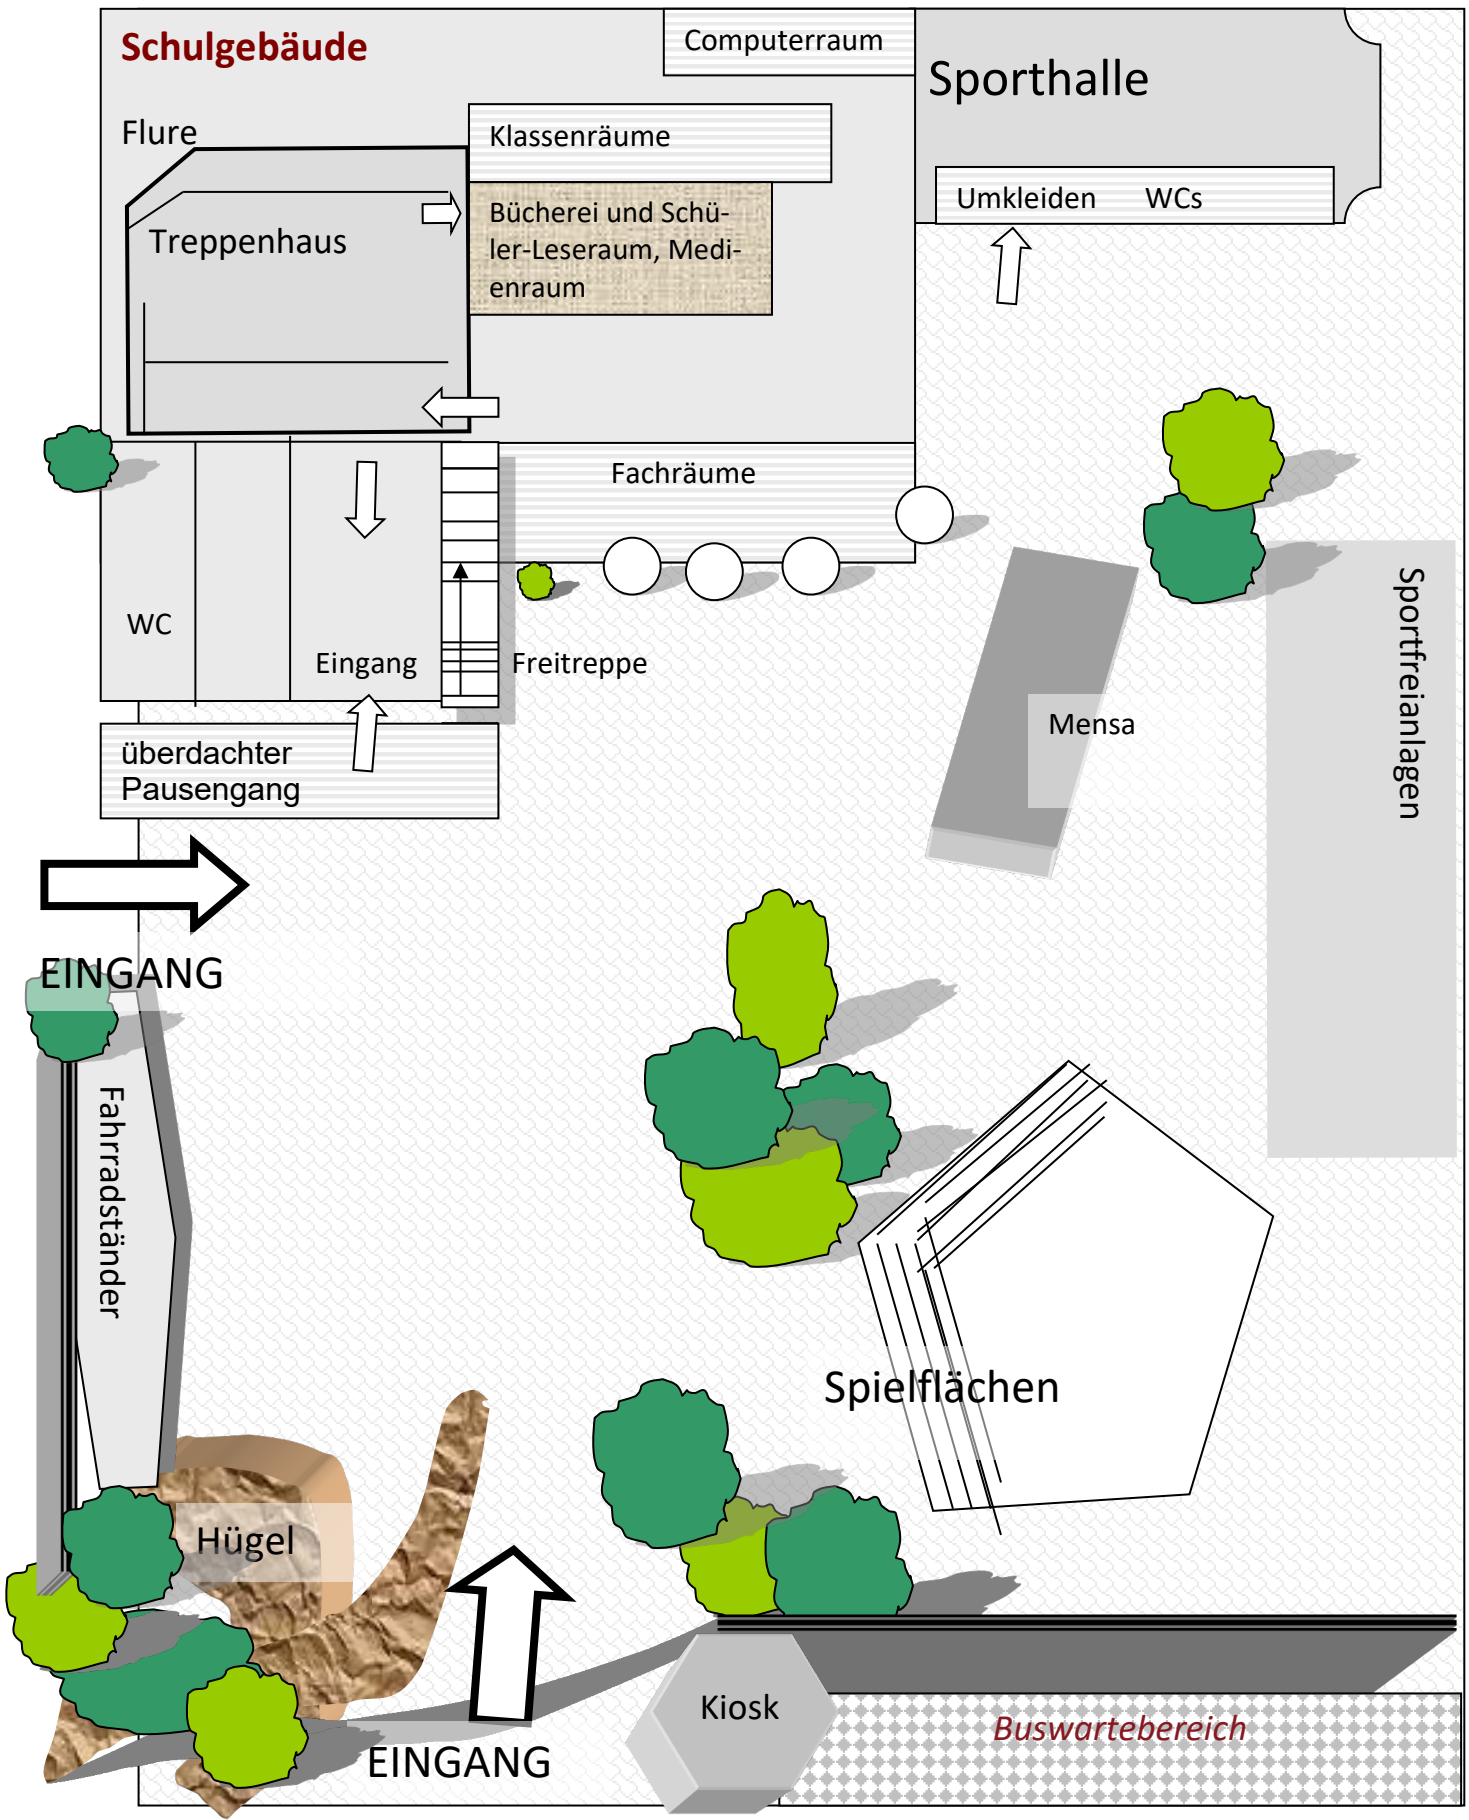 Schulgebäude
Computerraum
Sporthalle
Flure
Klassenräume
Umkleiden WCs
Bücherei und Schü-
ler-Leseraum, Medi-
enraum
Treppenhaus
Fachräume
WC
Eingang
Freitreppe
Mensa
Sportfreianlagen
überdachter
Pausengang
EINGANG
Fahrradständer
Spielflächen
Hügel
Kiosk
Buswartebereich
EINGANG